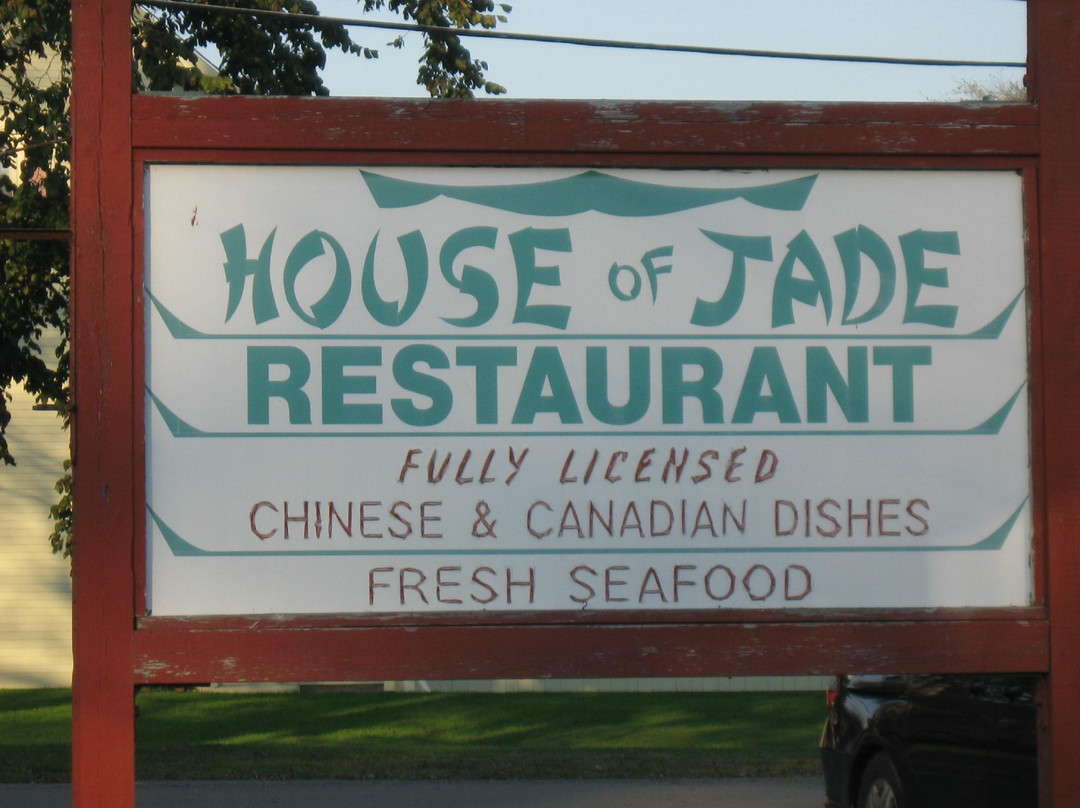 HOUSE OF JADE
RESTAURANT
FULLY LICENSED
CHINESE & CANADIAN DISHES
FRESH SEAFOOD